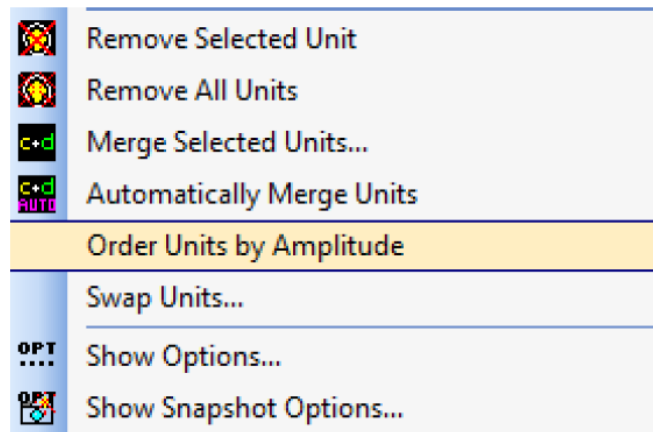 Remove Selected Unit
Remove All Units
c+d Merge Selected Units...
c+d AUTO Automatically Merge Units
Order Units by Amplitude
Swap Units...
OPT Show Options...
OPT Show Snapshot Options...